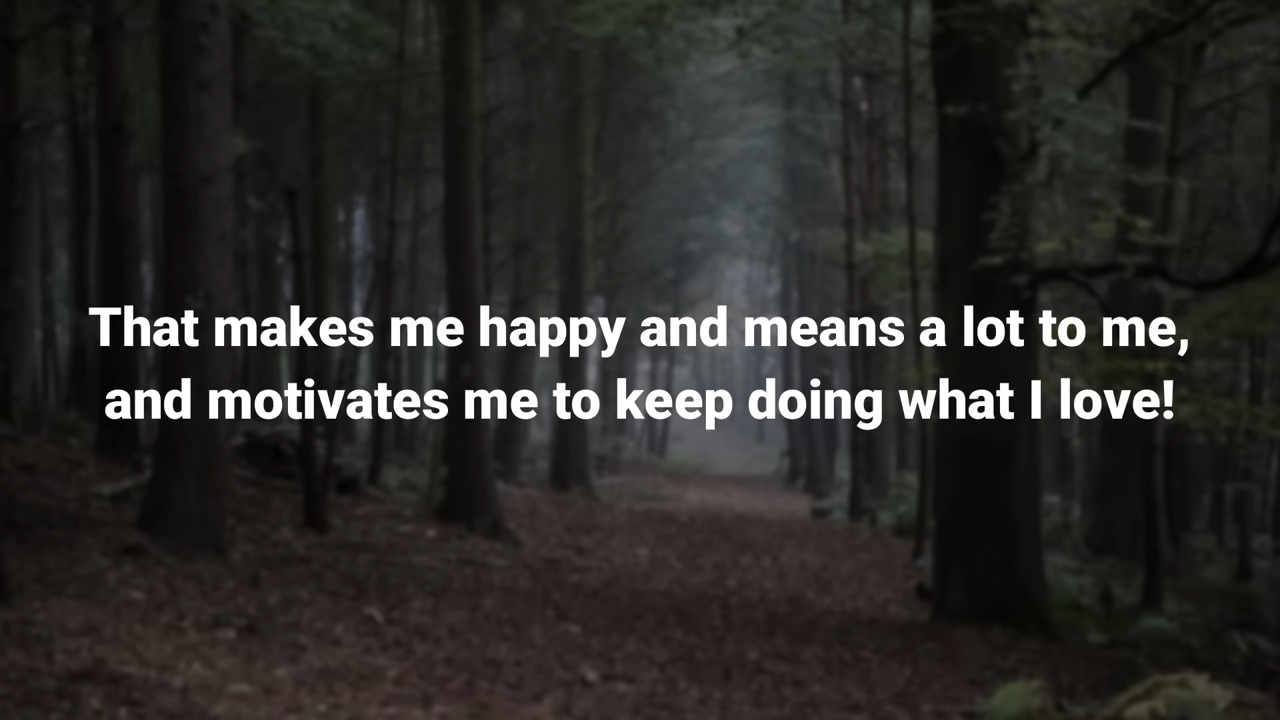 That makes me happy and means a lot to me,
and motivates me to keep doing what I love!